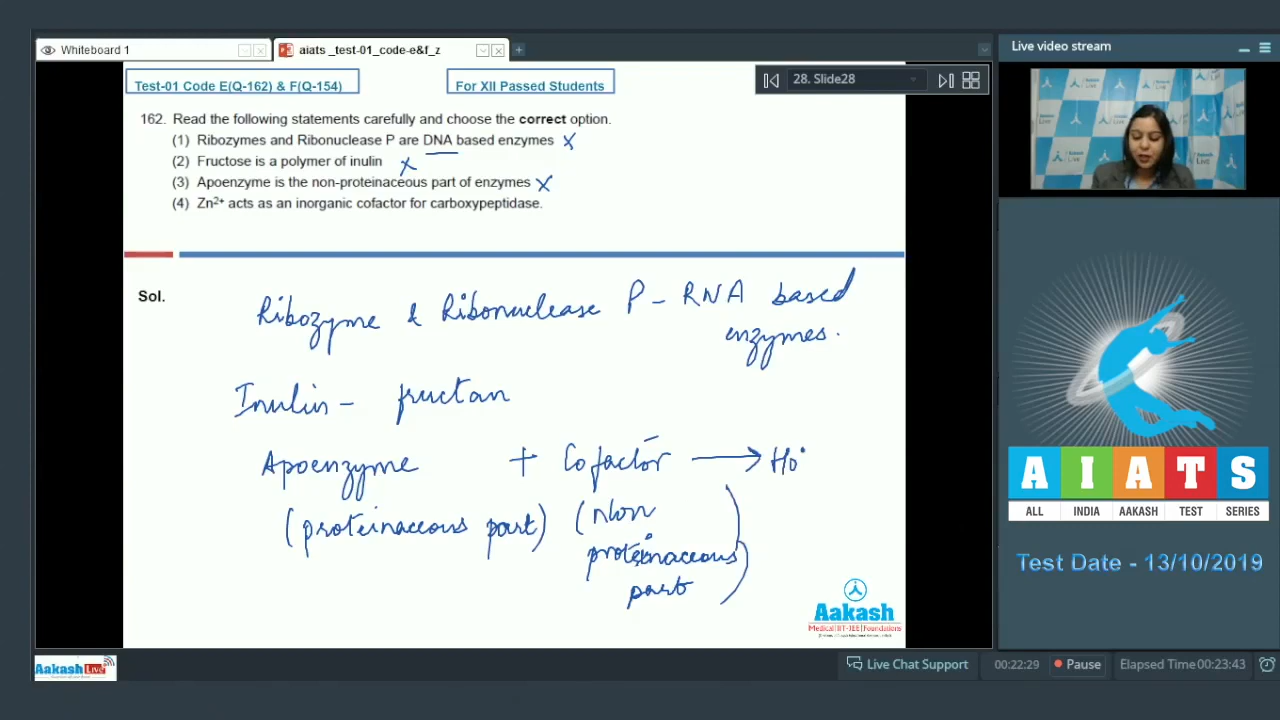 Whiteboard 1
aiats _test-01_code-e&f_z
Live video stream
Test-01 Code E(Q-162) & F(Q-154)
For XII Passed Students
28. Slide28
162. Read the following statements carefully and choose the correct option.
(1) Ribozymes and Ribonuclease P are DNA based enzymes x
(2) Fructose is a polymer of inulin x
(3) Apoenzyme is the non-proteinaceous part of enzymes x
(4) Zn²⁺ acts as an inorganic cofactor for carboxypeptidase.
Sol.
Ribozyme & Ribonuclease P - RNA based
enzymes.
Inulin - fructan
Apoenzyme + Cofactor → Ho
(proteinaceous part) (Non
proteinaceous
part)
AIATS
ALL INDIA AAKASH TEST SERIES
Test Date - 13/10/2019
Aakash
Medical|IIT-JEE|Foundations
Aakash Live
Live Chat Support
00:22:29
Pause
Elapsed Time 00:23:43